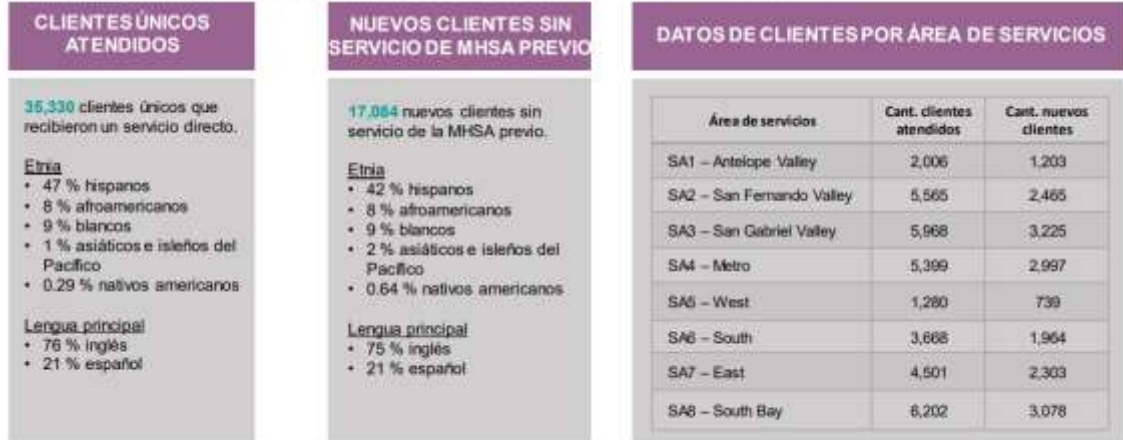 CLIENTES ÚNICOS
ATENDIDOS
35,330 clientes únicos que
recibieron un servicio directo.
Etnia
• 47 % hispanos
• 8 % afroamericanos
• 9 % blancos
• 1 % asiáticos e isleños del
Pacífico
• 0.29 % nativos americanos
Lengua principal
• 76 % inglés
• 21 % español
NUEVOS CLIENTES SIN
SERVICIO DE MHSA PREVIO
17,084 nuevos clientes sin
servicio de la MHSA previo.
Etnia
• 42 % hispanos
• 8 % afroamericanos
• 9 % blancos
• 2 % asiáticos e isleños del
Pacífico
• 0.64 % nativos americanos
Lengua principal
• 75 % inglés
• 21 % español
DATOS DE CLIENTES POR ÁREA DE SERVICIOS
Área de servicios Cant. clientes atendidos Cant. nuevos clientes
SA1 – Antelope Valley 2,006 1,203
SA2 – San Fernando Valley 5,565 2,465
SA3 – San Gabriel Valley 5,968 3,225
SA4 – Metro 5,399 2,997
SA5 – West 1,280 739
SA6 – South 3,668 1,964
SA7 – East 4,501 2,303
SA8 – South Bay 6,202 3,078